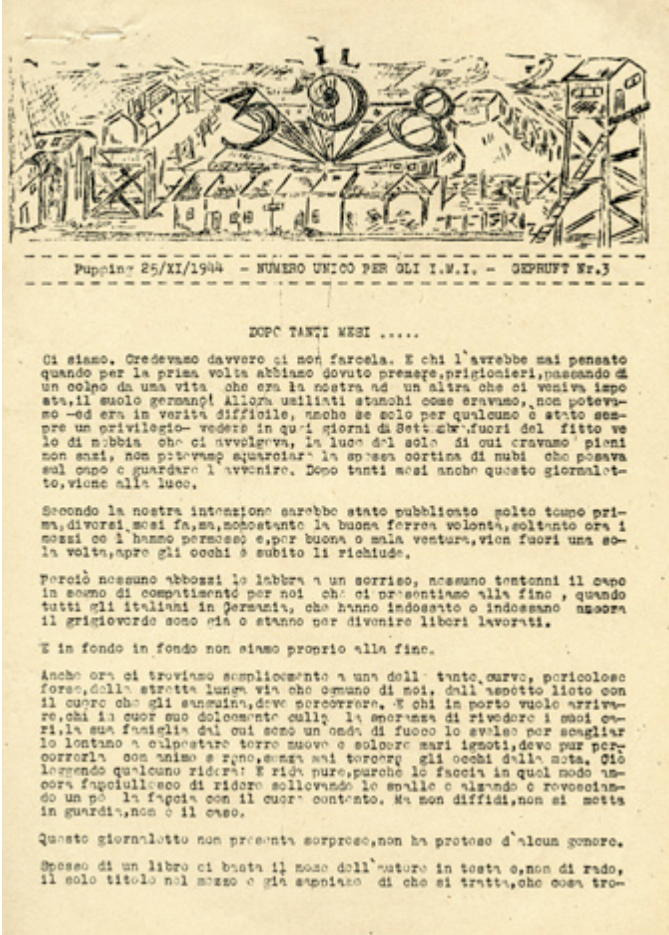 IL
398
Pupping 25/XI/1944 - NUMERO UNICO PER GLI I.M.I. - GEPRUFT Nr.3
DOPO TANTI MESI .....
Ci siamo. Credevamo davvero di non farcela. E chi l'avrebbe mai pensato
quando per la prima volta abbiamo dovuto premere, prigionieri, passando di
un colpo da una vita che era la nostra ad un'altra che ci veniva impo
sta, il suolo germano! Allora umiliati stanchi come eravamo, non poteva-
mo -ed era in verità difficile, anche se solo per qualcuno è stato sem-
pre un privilegio- vedere in quei giorni di Settembre, fuori del fitto ve
lo di nebbia che ci avvolgeva, la luce del sole di cui eravamo pieni
non sazi, non potevamo squarciare la spessa cortina di nubi che posava
sul capo e guardare l'avvenire. Dopo tanti mesi anche questo giornalet-
to, viene alla luce.
Secondo la nostra intenzione sarebbe stato pubblicato molto tempo pri-
ma, diversi mesi fa, ma, nonostante la buona ferrea volontà, soltanto ora i
mezzi ce l'hanno permesso e, per buona o mala ventura, vien fuori una so-
la volta, apre gli occhi e subito li richiude.
Perciò nessuno abbozzi le labbra a un sorriso, nessuno tentenni il capo
in segno di compatimento per noi che ci presentiamo alla fine , quando
tutti gli italiani in Germania, che hanno indossato o indossano ancora
il grigioverde sono già o stanno per divenire liberi lavorati.
E in fondo in fondo non siamo proprio alla fine.
Anche ora ci troviamo semplicemente a una delle tante curve, pericolose
forse, della stretta lunga via che ognuno di noi, dall'aspetto lieto con
il cuore che gli sanguina, deve percorrere. E chi in porto vuole arriva-
re, chi in cuor suo dolcemente culla la speranza di rivedere i suoi ca-
ri, la sua famiglia dal cui seno un'onda di fuoco lo svelse per scagliar
lo lontano a calpestare terre nuove e solcare mari ignoti, deve pur per-
correrla con animo sereno, senza mai torcere gli occhi dalla meta. Ciò
leggendo qualcuno riderà! E rida pure, purchè lo faccia in quel modo an-
cora fanciullesco di ridere sollevando le spalle e alzando e rovescian-
do un pò la faccia con il cuore contento. Ma non diffidi, non si metta
in guardia, non è il caso.
Questo giornaletto non presenta sorprese, non ha pretese d'alcun genere.
Spesso di un libro ci basta il nome dell'autore in testa e, non di rado,
il solo titolo nel mezzo e già sappiamo di che si tratta, che cosa tro-